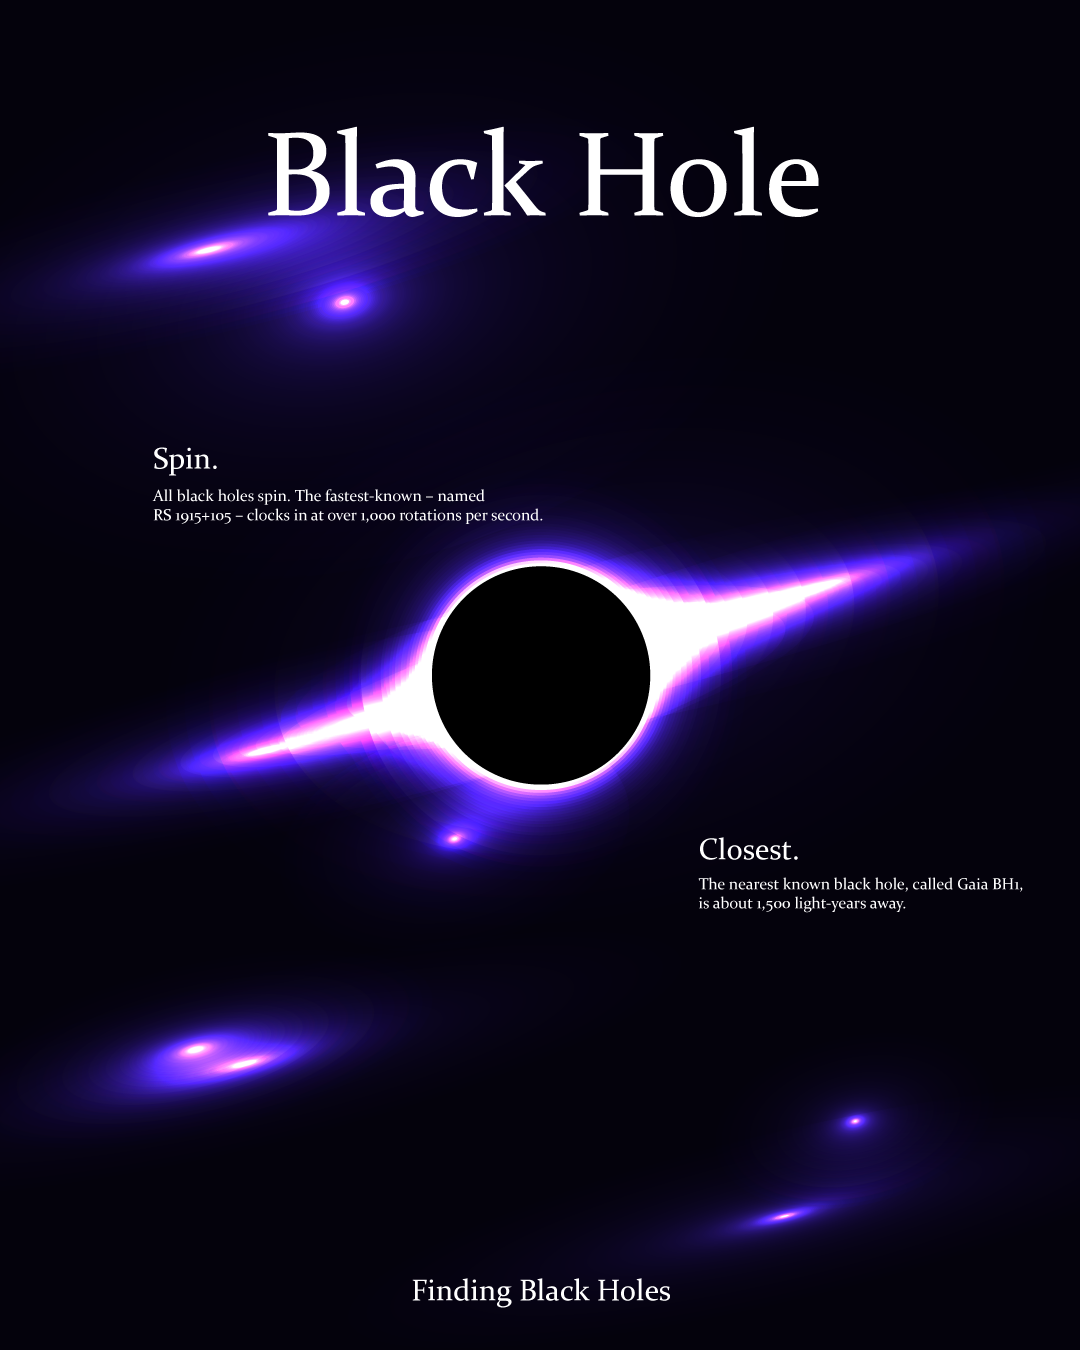 Black Hole
Spin.
All black holes spin. The fastest-known – named
RS 1915+105 – clocks in at over 1,000 rotations per second.
Closest.
The nearest known black hole, called Gaia BH1,
is about 1,500 light-years away.
Finding Black Holes